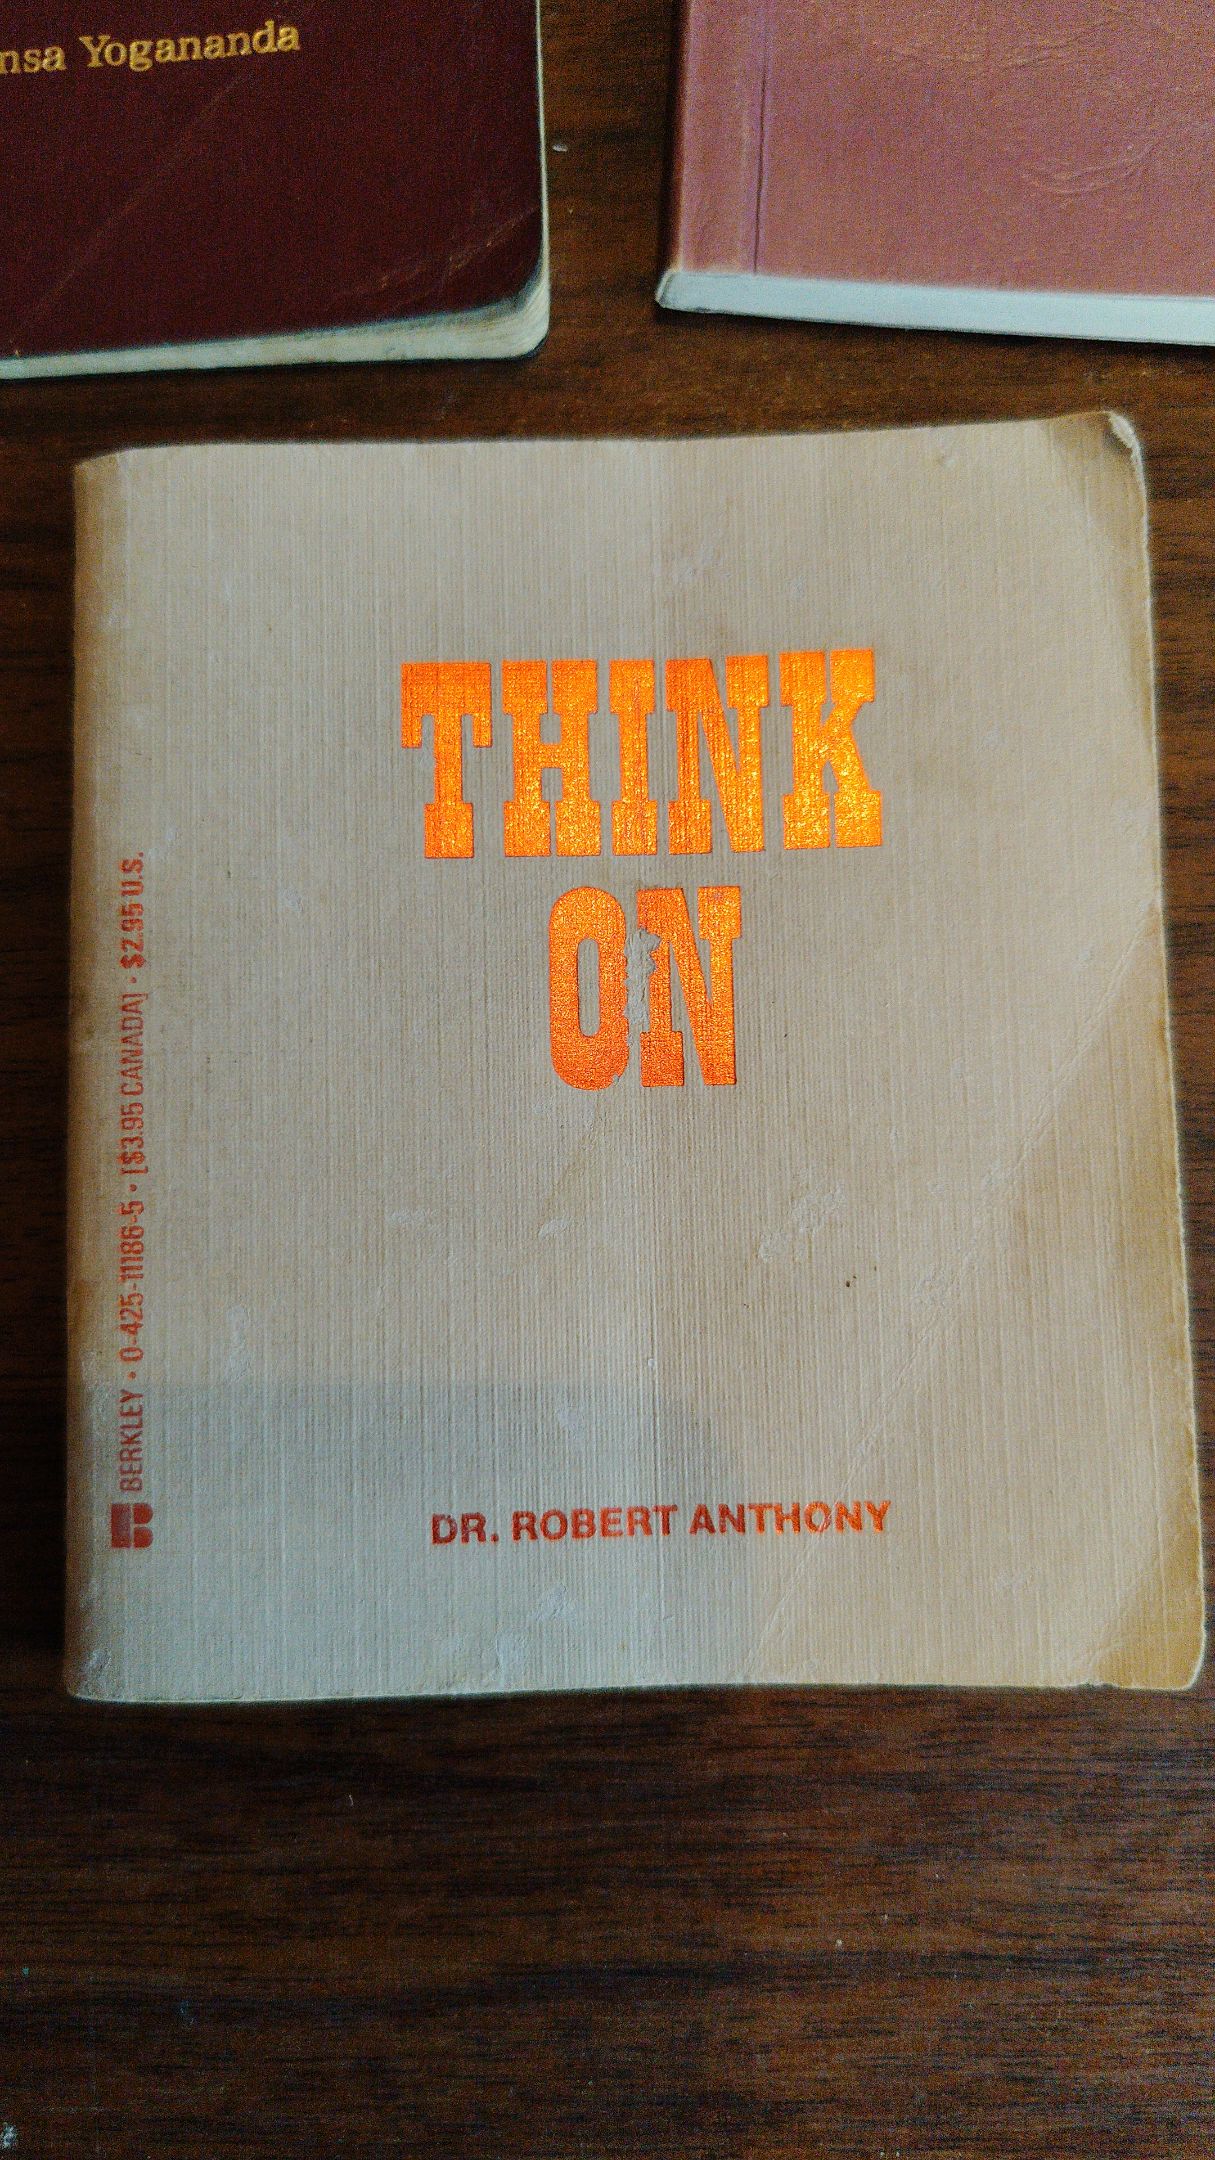 nsa Yogananda
THINK
ON
BERKLEY • 0-425-11186-5 • [$3.95 CANADA] • $2.95 U.S.
DR. ROBERT ANTHONY